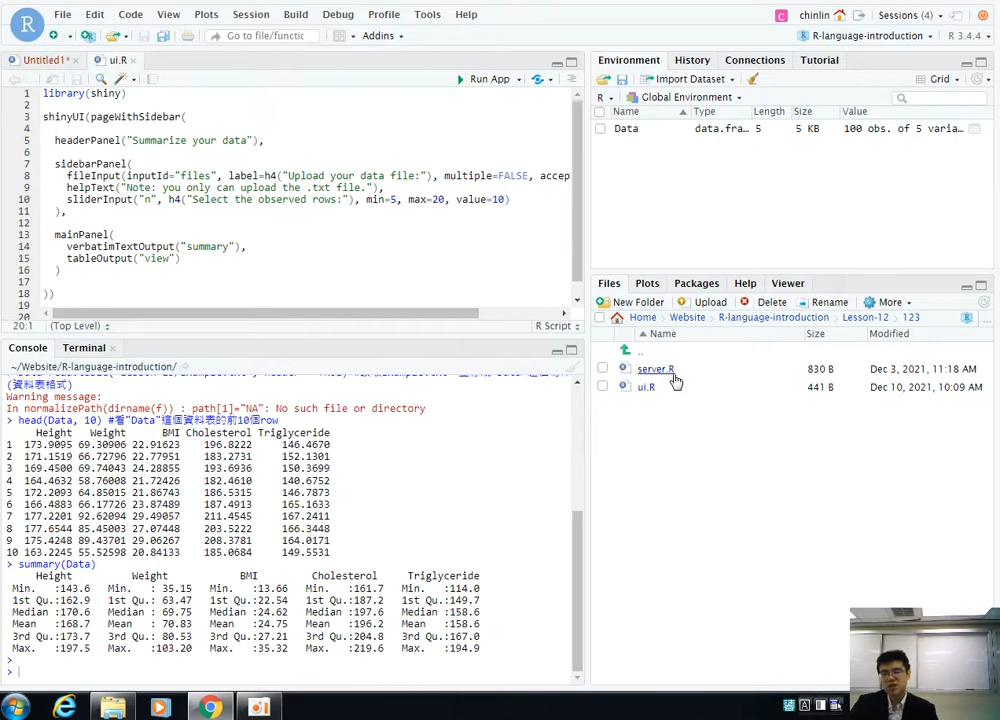 File Edit Code View Plots Session Build Debug Profile Tools Help
C chinlin Sessions (4)
R
Go to file/functic
Addins
R-language-introduction R 3.4.4
Untitled1* ui.R
Run App
1 library(shiny)
2
3 shinyUI(pageWithSidebar(
4
5 headerPanel("Summarize your data"),
6
7 sidebarPanel(
8 fileInput(inputId="files", label=h4("Upload your data file:"), multiple=FALSE, accep
9 helpText("Note: you only can upload the .txt file."),
10 sliderInput("n", h4("Select the observed rows:"), min=5, max=20, value=10)
11 ),
12
13 mainPanel(
14 verbatimTextOutput("summary"),
15 tableOutput("view")
16 )
17
18 ))
19
20:1 (Top Level) R Script
Console Terminal
~/Website/R-language-introduction/
(資料表格式)
Warning message:
In normalizePath(dirname(f)) : path[1]="NA": No such file or directory
> head(Data, 10) #看"Data"這個資料表的前10個row
Height Weight BMI Cholesterol Triglyceride
1 173.9095 69.30906 22.91623 196.8222 146.4670
2 171.1519 66.72796 22.77951 183.2731 152.1301
3 169.4500 69.74043 24.28855 193.6936 150.3699
4 164.4632 58.76008 21.72426 182.4610 140.6752
5 172.2093 64.85015 21.86743 186.5315 146.7873
6 166.4883 66.17726 23.87489 187.4913 165.1633
7 177.2201 92.62094 29.49057 211.4545 167.2411
8 177.6544 85.45003 27.07448 203.5222 166.3448
9 175.4248 89.43701 29.06267 208.3781 164.0171
10 163.2245 55.52598 20.84133 185.0684 149.5531
> summary(Data)
Height Weight BMI Cholesterol Triglyceride
Min. :143.6 Min. : 35.15 Min. :13.66 Min. :161.7 Min. :114.0
1st Qu.:162.9 1st Qu.: 63.47 1st Qu.:22.54 1st Qu.:187.2 1st Qu.:149.7
Median :170.6 Median : 69.75 Median :24.62 Median :197.6 Median :158.6
Mean :168.7 Mean : 70.83 Mean :24.75 Mean :196.2 Mean :158.6
3rd Qu.:173.7 3rd Qu.: 80.53 3rd Qu.:27.21 3rd Qu.:204.8 3rd Qu.:167.0
Max. :197.5 Max. :103.20 Max. :35.32 Max. :219.6 Max. :194.9
>
>
Environment History Connections Tutorial
Import Dataset Grid
R Global Environment
Name Type Length Size Value
Data data.fra… 5 5 KB 100 obs. of 5 varia…
Files Plots Packages Help Viewer
New Folder Upload Delete Rename More
Home Website R-language-introduction Lesson-12 123 ...
Name Size Modified
..
server.R 830 B Dec 3, 2021, 11:18 AM
ui.R 441 B Dec 10, 2021, 10:09 AM